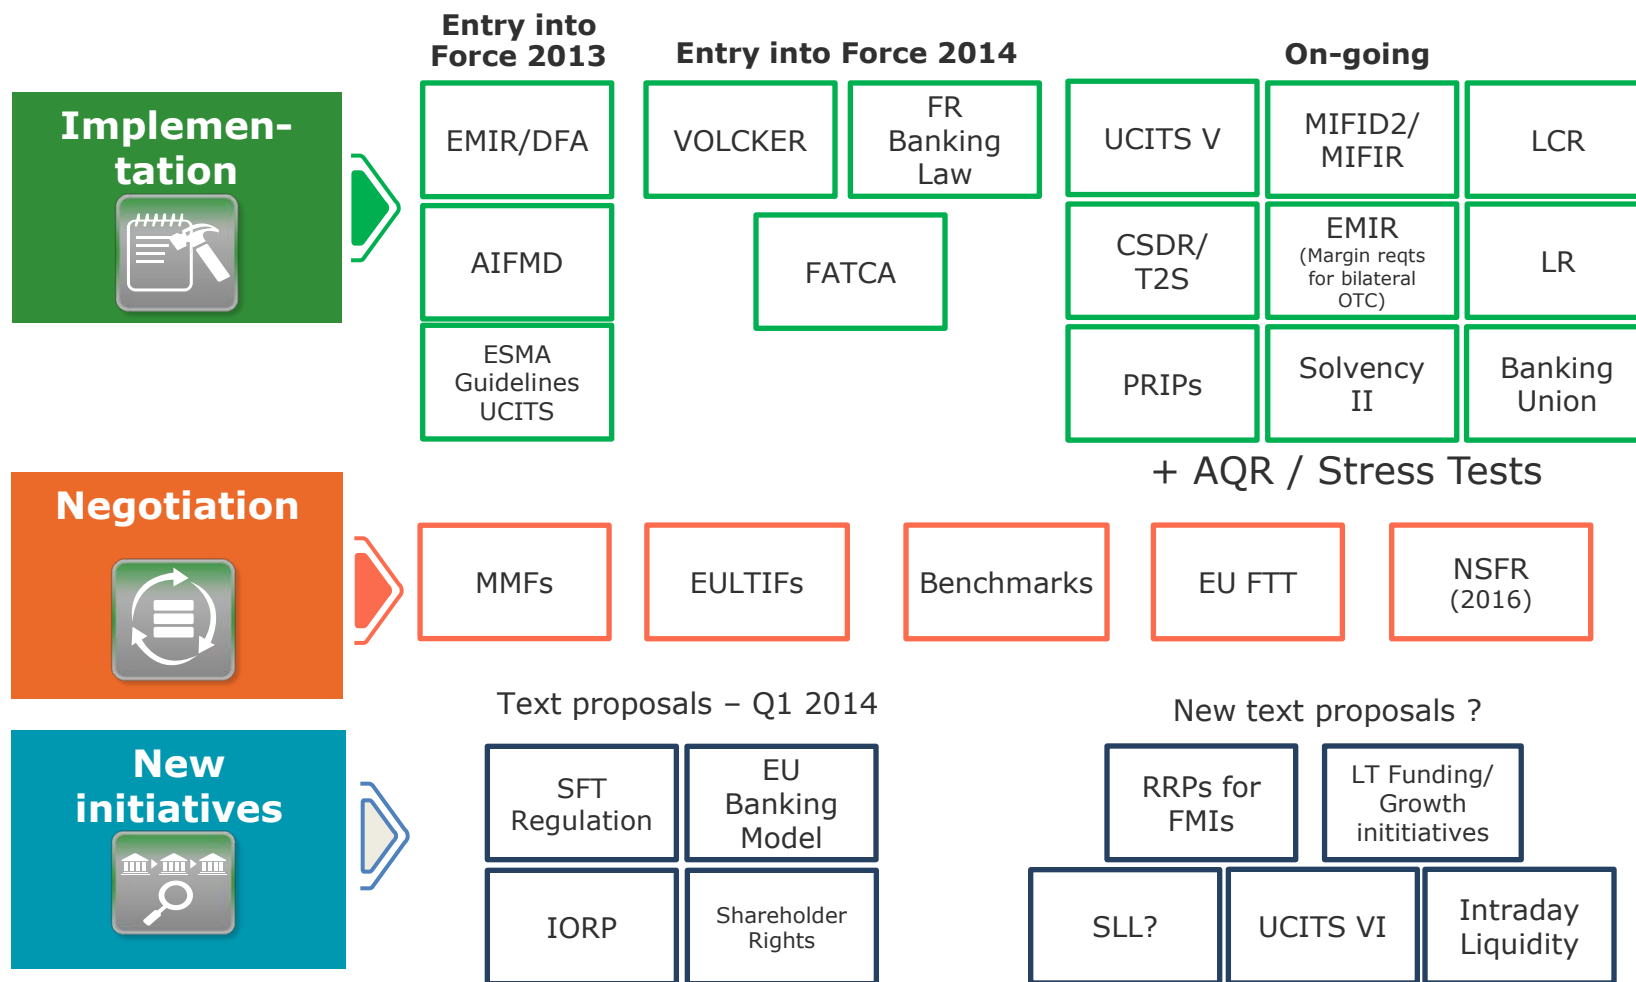 Entry into
Force 2013
Entry into Force 2014
On-going
Implemen-
tation
EMIR/DFA
VOLCKER
FR
Banking
Law
UCITS V
MIFID2/
MIFIR
LCR
AIFMD
FATCA
CSDR/
T2S
EMIR
(Margin reqts
for bilateral
OTC)
LR
ESMA
Guidelines
UCITS
PRIPs
Solvency
II
Banking
Union
+ AQR / Stress Tests
Negotiation
MMFs
EULTIFs
Benchmarks
EU FTT
NSFR
(2016)
Text proposals – Q1 2014
New text proposals ?
New
initiatives
SFT
Regulation
EU
Banking
Model
RRPs for
FMIs
LT Funding/
Growth
inititiatives
IORP
Shareholder
Rights
SLL?
UCITS VI
Intraday
Liquidity